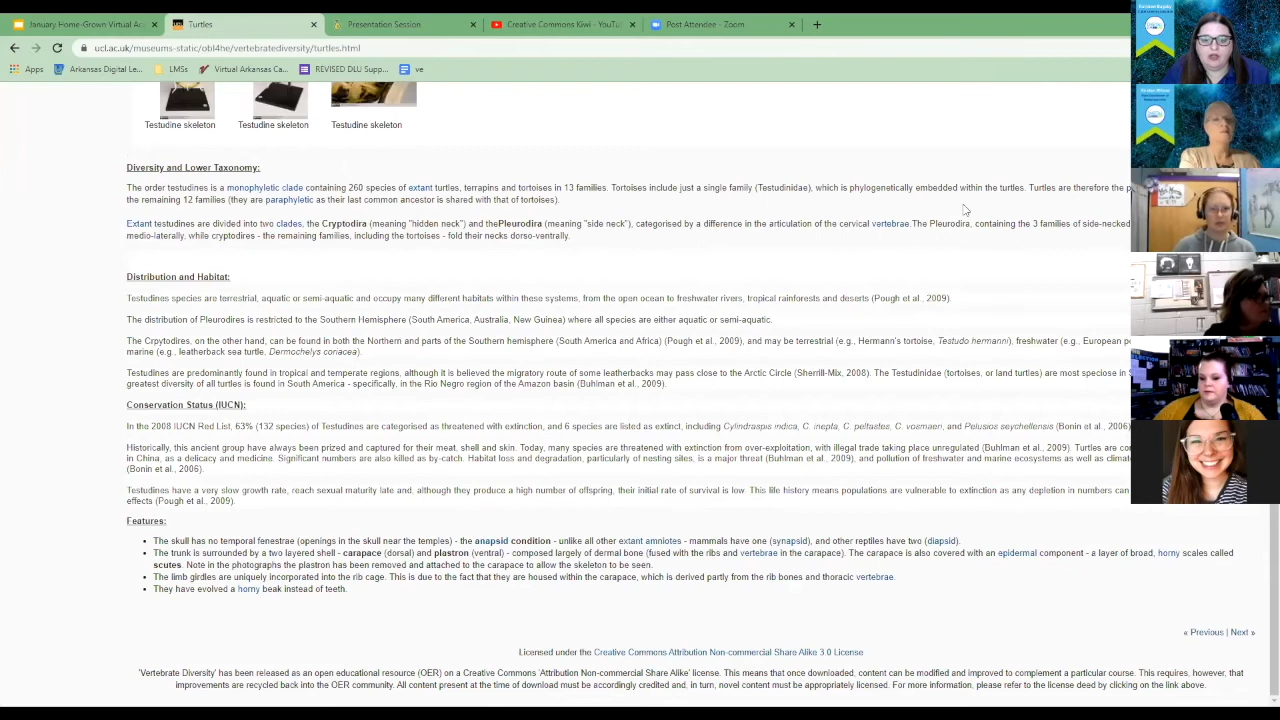 January Home-Grown Virtual Ac
Turtles
Presentation Session
Creative Commons Kiwi - YouT
Post Attendee - Zoom
ucl.ac.uk/museums-static/obl4he/vertebratediversity/turtles.html
Apps
Arkansas Digital Le...
LMSs
Virtual Arkansas Ca...
REVISED DLU Supp...
ve
Testudine skeleton
Testudine skeleton
Testudine skeleton
Diversity and Lower Taxonomy:
The order testudines is a monophyletic clade containing 260 species of extant turtles, terrapins and tortoises in 13 families. Tortoises include just a single family (Testudinidae), which is phylogenetically embedded within the turtles. Turtles are therefore the p
the remaining 12 families (they are paraphyletic as their last common ancestor is shared with that of tortoises).
Extant testudines are divided into two clades, the Cryptodira (meaning "hidden neck") and thePleurodira (meaning "side neck"), categorised by a difference in the articulation of the cervical vertebrae.The Pleurodira, containing the 3 families of side-necked
medio-laterally, while cryptodires - the remaining families, including the tortoises - fold their necks dorso-ventrally.
Distribution and Habitat:
Testudines species are terrestrial, aquatic or semi-aquatic and occupy many different habitats within these systems, from the open ocean to freshwater rivers, tropical rainforests and deserts (Pough et al., 2009).
The distribution of Pleurodires is restricted to the Southern Hemisphere (South America, Australia, New Guinea) where all species are either aquatic or semi-aquatic.
The Crpytodires, on the other hand, can be found in both the Northern and parts of the Southern hemisphere (South America and Africa) (Pough et al., 2009), and may be terrestrial (e.g., Hermann's tortoise, Testudo hermanni), freshwater (e.g., European p
marine (e.g., leatherback sea turtle, Dermochelys coriacea).
Testudines are predominantly found in tropical and temperate regions, although it is believed the migratory route of some leatherbacks may pass close to the Arctic Circle (Sherrill-Mix, 2008). The Testudinidae (tortoises, or land turtles) are most speciose in S
greatest diversity of all turtles is found in South America - specifically, in the Rio Negro region of the Amazon basin (Buhlman et al., 2009).
Conservation Status (IUCN):
In the 2008 IUCN Red List, 63% (132 species) of Testudines are categorised as threatened with extinction, and 6 species are listed as extinct, including Cylindraspis indica, C. inepta, C. peltastes, C. vosmaeri, and Pelusios seychellensis (Bonin et al., 2006)
Historically, this ancient group have always been prized and captured for their meat, shell and skin. Today, many species are threatened with extinction from over-exploitation, with illegal trade taking place unregulated (Buhlman et al., 2009). Turtles are con
in China, as a delicacy and medicine. Significant numbers are also killed as by-catch. Habitat loss and degradation, particularly of nesting sites, is a major threat (Buhlman et al., 2009), and pollution of freshwater and marine ecosystems as well as climat
(Bonin et al., 2006).
Testudines have a very slow growth rate, reach sexual maturity late and, although they produce a high number of offspring, their initial rate of survival is low. This life history means populations are vulnerable to extinction as any depletion in numbers can
effects (Pough et al., 2009).
Features:
• The skull has no temporal fenestrae (openings in the skull near the temples) - the anapsid condition - unlike all other extant amniotes - mammals have one (synapsid), and other reptiles have two (diapsid).
• The trunk is surrounded by a two layered shell - carapace (dorsal) and plastron (ventral) - composed largely of dermal bone (fused with the ribs and vertebrae in the carapace). The carapace is also covered with an epidermal component - a layer of broad, horny scales called
scutes. Note in the photographs the plastron has been removed and attached to the carapace to allow the skeleton to be seen.
• The limb girdles are uniquely incorporated into the rib cage. This is due to the fact that they are housed within the carapace, which is derived partly from the rib bones and thoracic vertebrae.
• They have evolved a horny beak instead of teeth.
« Previous | Next »
Licensed under the Creative Commons Attribution Non-commercial Share Alike 3.0 License
'Vertebrate Diversity' has been released as an open educational resource (OER) on a Creative Commons 'Attribution Non-commercial Share Alike' license. This means that once downloaded, content can be modified and improved to complement a particular course. This requires, however, that
improvements are recycled back into the OER community. All content present at the time of download must be accordingly credited and, in turn, novel content must be appropriately licensed. For more information, please refer to the license deed by clicking on the link above.